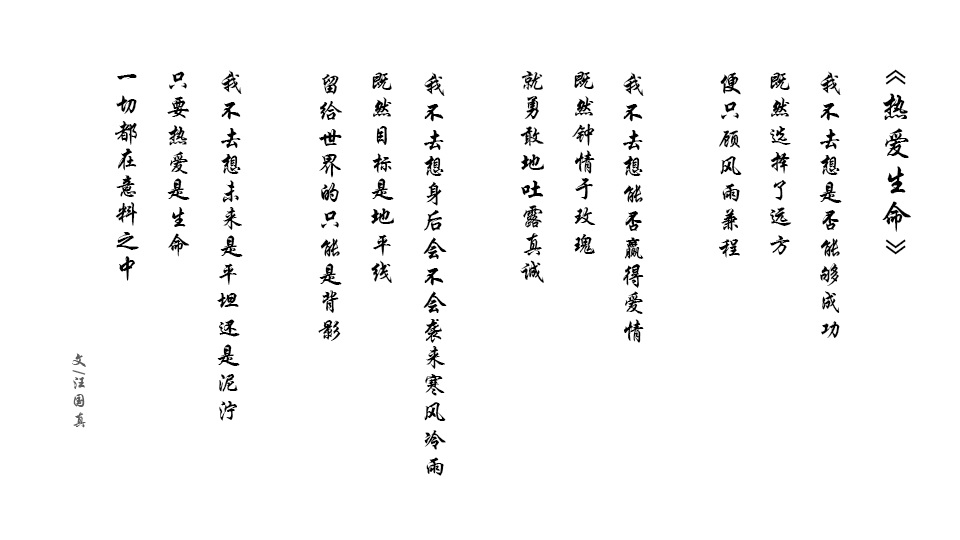 《热爱生命》
我不去想是否能够成功
既然选择了远方
便只顾风雨兼程
我不去想能否赢得爱情
既然钟情于玫瑰
就勇敢地吐露真诚
我不去想身后会不会袭来寒风冷雨
既然目标是地平线
留给世界的只能是背影
我不去想未来是平坦还是泥泞
只要热爱是生命
一切都在意料之中
文\汪国真